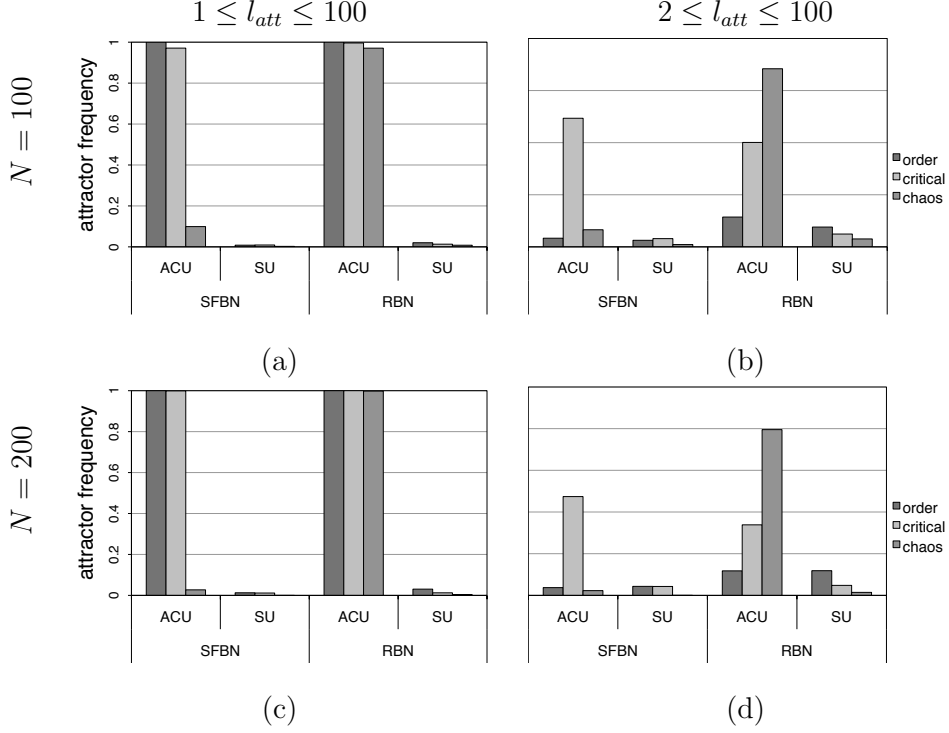 1 ≤ l_att ≤ 100
2 ≤ l_att ≤ 100
N = 100
attractor frequency
0 0.2 0.4 0.6 0.8 1
ACU SU ACU SU
SFBN RBN
(a)
ACU SU ACU SU
SFBN RBN
order
critical
chaos
(b)
N = 200
attractor frequency
0 0.2 0.4 0.6 0.8 1
ACU SU ACU SU
SFBN RBN
(c)
ACU SU ACU SU
SFBN RBN
order
critical
chaos
(d)